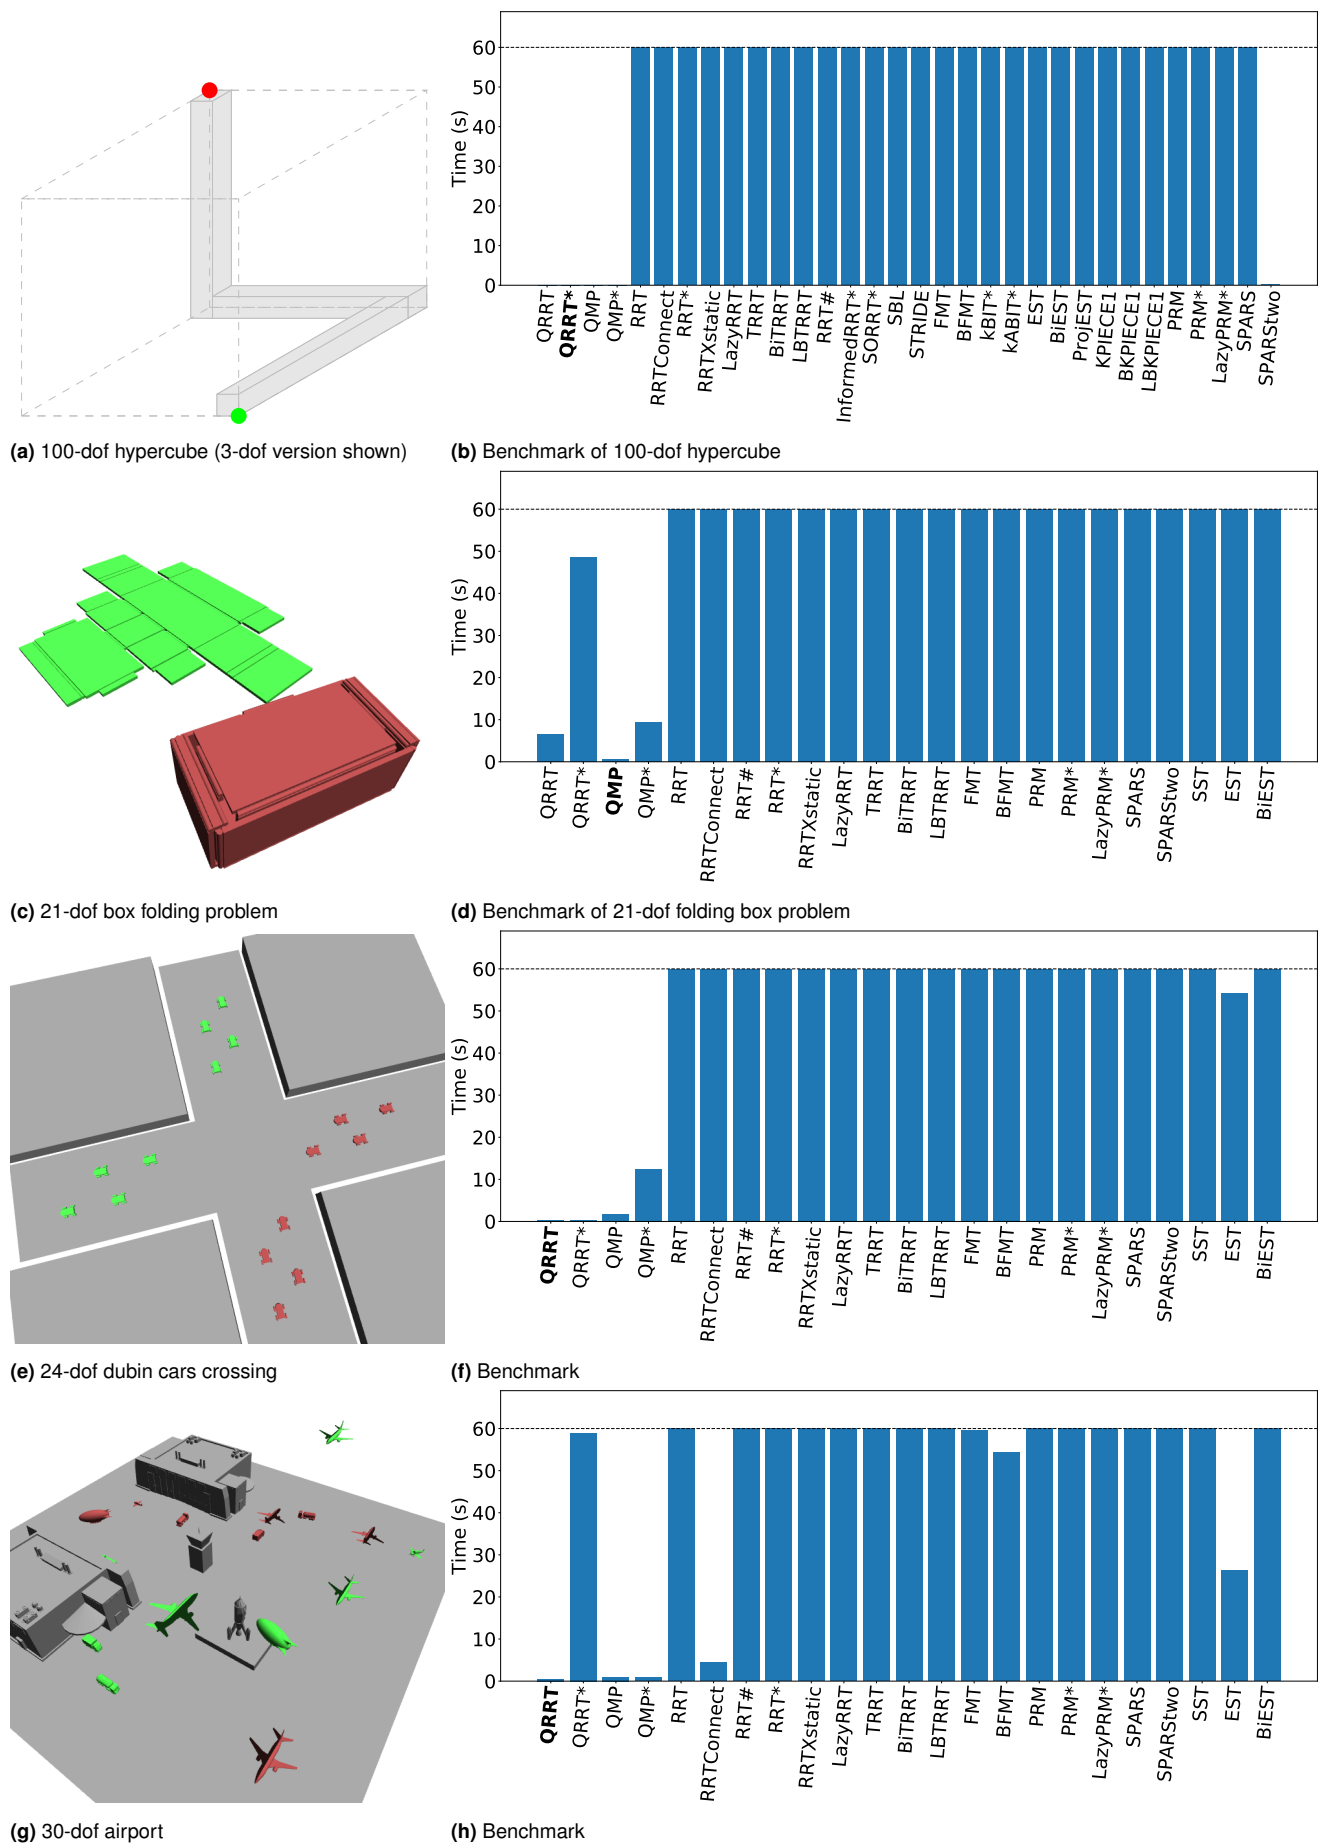 60
50
40
30
20
10
0
Time (s)
QRRT
QRRT*
QMP
QMP*
RRT
RRTConnect
RRT*
RRTXstatic
LazyRRT
TRRT
BiTRRT
LBTRRT
RRT#
InformedRRT*
SORRT*
SBL
STRIDE
FMT
BFMT
kBIT*
kABIT*
EST
BiEST
ProjEST
KPIECE1
BKPIECE1
LBKPIECE1
PRM
PRM*
LazyPRM*
SPARS
SPARStwo
(a) 100-dof hypercube (3-dof version shown)
(b) Benchmark of 100-dof hypercube
60
50
40
30
20
10
0
Time (s)
QRRT
QRRT*
QMP
QMP*
RRT
RRTConnect
RRT#
RRT*
RRTXstatic
LazyRRT
TRRT
BiTRRT
LBTRRT
FMT
BFMT
PRM
PRM*
LazyPRM*
SPARS
SPARStwo
SST
EST
BiEST
(c) 21-dof box folding problem
(d) Benchmark of 21-dof folding box problem
60
50
40
30
20
10
0
Time (s)
QRRT
QRRT*
QMP
QMP*
RRT
RRTConnect
RRT#
RRT*
RRTXstatic
LazyRRT
TRRT
BiTRRT
LBTRRT
FMT
BFMT
PRM
PRM*
LazyPRM*
SPARS
SPARStwo
SST
EST
BiEST
(e) 24-dof dubin cars crossing
(f) Benchmark
60
50
40
30
20
10
0
Time (s)
QRRT
QRRT*
QMP
QMP*
RRT
RRTConnect
RRT#
RRT*
RRTXstatic
LazyRRT
TRRT
BiTRRT
LBTRRT
FMT
BFMT
PRM
PRM*
LazyPRM*
SPARS
SPARStwo
SST
EST
BiEST
(g) 30-dof airport
(h) Benchmark